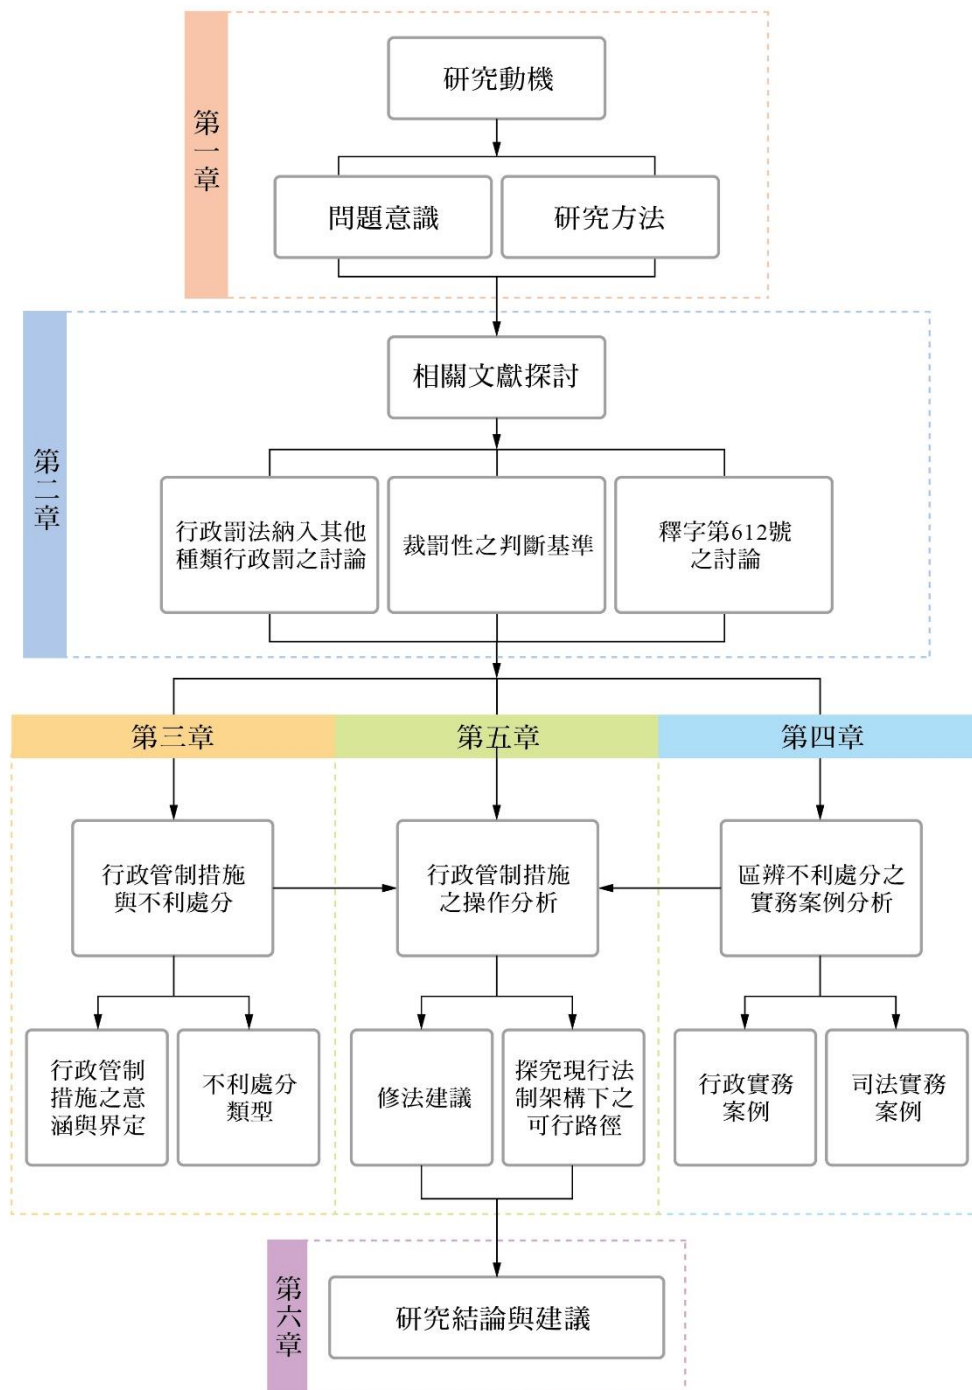 第一章
研究動機
問題意識
研究方法
第二章
相關文獻探討
行政罰法納入其他
種類行政罰之討論
裁罰性之判斷基準
釋字第612號
之討論
第三章
第五章
第四章
行政管制措施
與不利處分
行政管制措施
之操作分析
區辨不利處分之
實務案例分析
行政管制
措施之意
涵與界定
不利處分
類型
修法建議
探究現行法
制架構下之
可行路徑
行政實務
案例
司法實務
案例
第六章
研究結論與建議